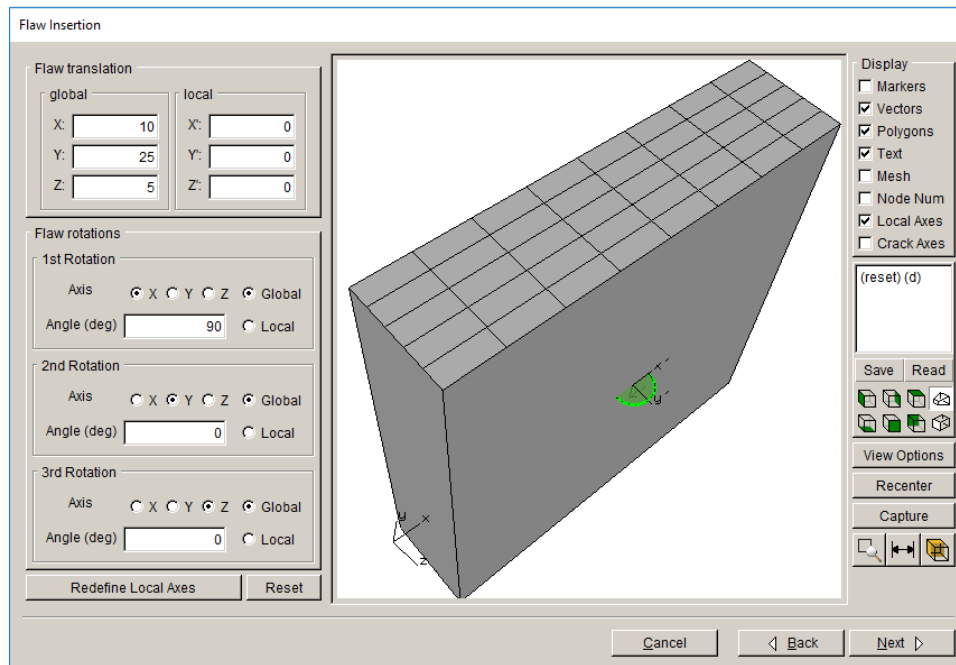 Flaw Insertion
Flaw translation
global
X: 10
Y: 25
Z: 5
local
X': 0
Y': 0
Z': 0
Flaw rotations
1st Rotation
Axis X Y Z Global
Angle (deg) 90 Local
2nd Rotation
Axis X Y Z Global
Angle (deg) 0 Local
3rd Rotation
Axis X Y Z Global
Angle (deg) 0 Local
Redefine Local Axes Reset
x'
y'
y
x
z
Display
Markers
Vectors
Polygons
Text
Mesh
Node Num
Local Axes
Crack Axes
(reset) (d)
Save Read
View Options
Recenter
Capture
Cancel Back Next